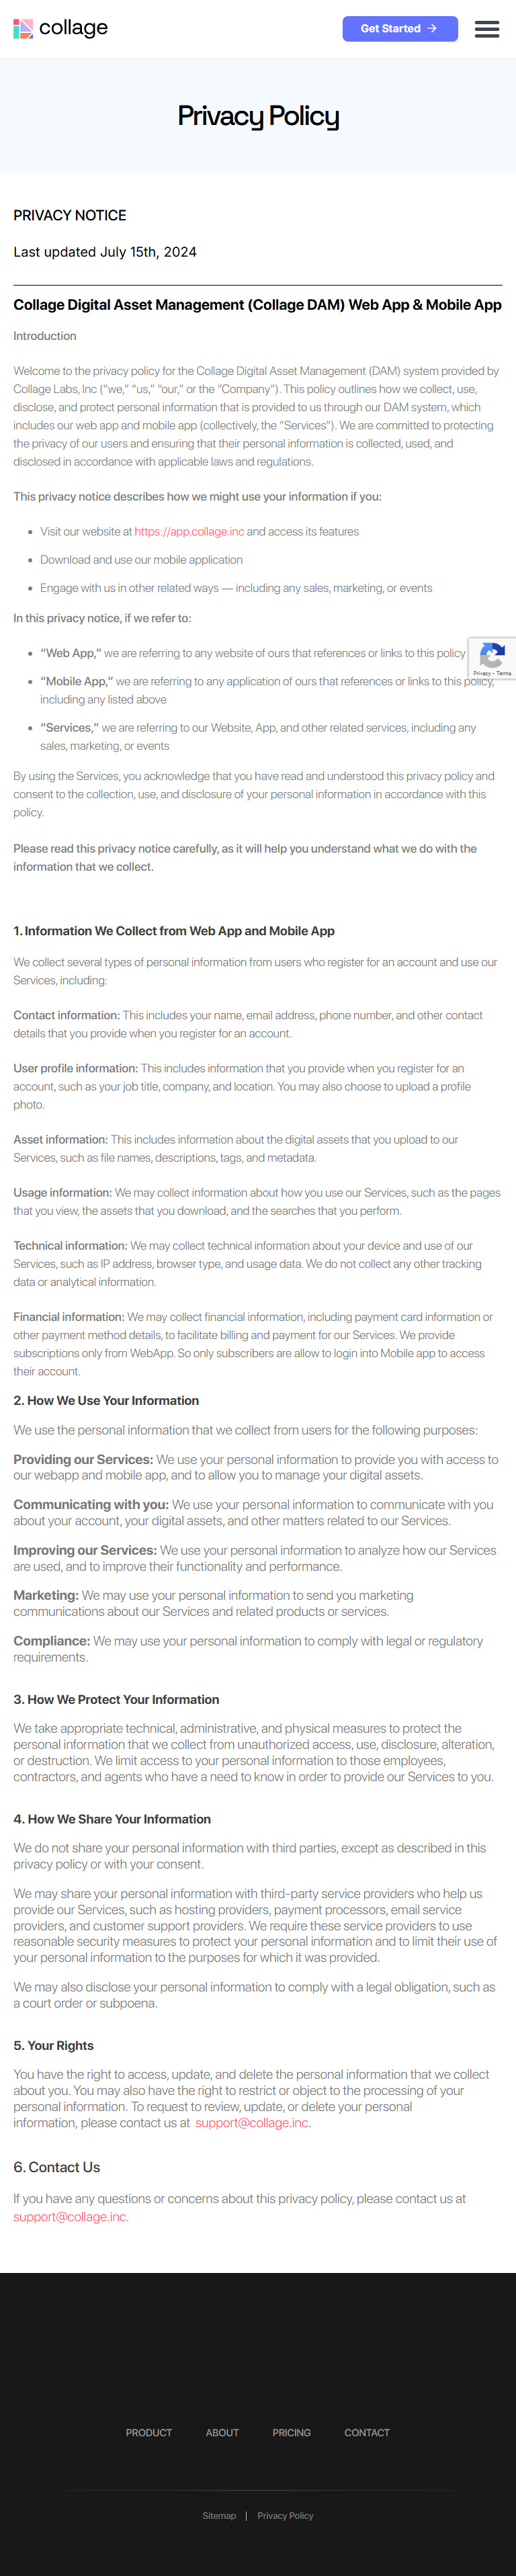 collage
Get Started →
Privacy Policy
PRIVACY NOTICE
Last updated July 15th, 2024
Collage Digital Asset Management (Collage DAM) Web App & Mobile App
Introduction
Welcome to the privacy policy for the Collage Digital Asset Management (DAM) system provided by
Collage Labs, Inc (“we,” “us,” “our,” or the “Company”). This policy outlines how we collect, use,
disclose, and protect personal information that is provided to us through our DAM system, which
includes our web app and mobile app (collectively, the “Services”). We are committed to protecting
the privacy of our users and ensuring that their personal information is collected, used, and
disclosed in accordance with applicable laws and regulations.
This privacy notice describes how we might use your information if you:
• Visit our website at https://app.collage.inc and access its features
• Download and use our mobile application
• Engage with us in other related ways — including any sales, marketing, or events
In this privacy notice, if we refer to:
• “Web App,“ we are referring to any website of ours that references or links to this policy
• “Mobile App,“ we are referring to any application of ours that references or links to this policy,
including any listed above
• “Services,“ we are referring to our Website, App, and other related services, including any
sales, marketing, or events
Privacy - Terms
By using the Services, you acknowledge that you have read and understood this privacy policy and
consent to the collection, use, and disclosure of your personal information in accordance with this
policy.
Please read this privacy notice carefully, as it will help you understand what we do with the
information that we collect.
1. Information We Collect from Web App and Mobile App
We collect several types of personal information from users who register for an account and use our
Services, including:
Contact information: This includes your name, email address, phone number, and other contact
details that you provide when you register for an account.
User profile information: This includes information that you provide when you register for an
account, such as your job title, company, and location. You may also choose to upload a profile
photo.
Asset information: This includes information about the digital assets that you upload to our
Services, such as file names, descriptions, tags, and metadata.
Usage information: We may collect information about how you use our Services, such as the pages
that you view, the assets that you download, and the searches that you perform.
Technical information: We may collect technical information about your device and use of our
Services, such as IP address, browser type, and usage data. We do not collect any other tracking
data or analytical information.
Financial information: We may collect financial information, including payment card information or
other payment method details, to facilitate billing and payment for our Services. We provide
subscriptions only from WebApp. So only subscribers are allow to login into Mobile app to access
their account.
2. How We Use Your Information
We use the personal information that we collect from users for the following purposes:
Providing our Services: We use your personal information to provide you with access to
our webapp and mobile app, and to allow you to manage your digital assets.
Communicating with you: We use your personal information to communicate with you
about your account, your digital assets, and other matters related to our Services.
Improving our Services: We use your personal information to analyze how our Services
are used, and to improve their functionality and performance.
Marketing: We may use your personal information to send you marketing
communications about our Services and related products or services.
Compliance: We may use your personal information to comply with legal or regulatory
requirements.
3. How We Protect Your Information
We take appropriate technical, administrative, and physical measures to protect the
personal information that we collect from unauthorized access, use, disclosure, alteration,
or destruction. We limit access to your personal information to those employees,
contractors, and agents who have a need to know in order to provide our Services to you.
4. How We Share Your Information
We do not share your personal information with third parties, except as described in this
privacy policy or with your consent.
We may share your personal information with third-party service providers who help us
provide our Services, such as hosting providers, payment processors, email service
providers, and customer support providers. We require these service providers to use
reasonable security measures to protect your personal information and to limit their use of
your personal information to the purposes for which it was provided.
We may also disclose your personal information to comply with a legal obligation, such as
a court order or subpoena.
5. Your Rights
You have the right to access, update, and delete the personal information that we collect
about you. You may also have the right to restrict or object to the processing of your
personal information. To request to review, update, or delete your personal
information, please contact us at support@collage.inc.
6. Contact Us
If you have any questions or concerns about this privacy policy, please contact us at
support@collage.inc.
PRODUCT ABOUT PRICING CONTACT
Sitemap | Privacy Policy